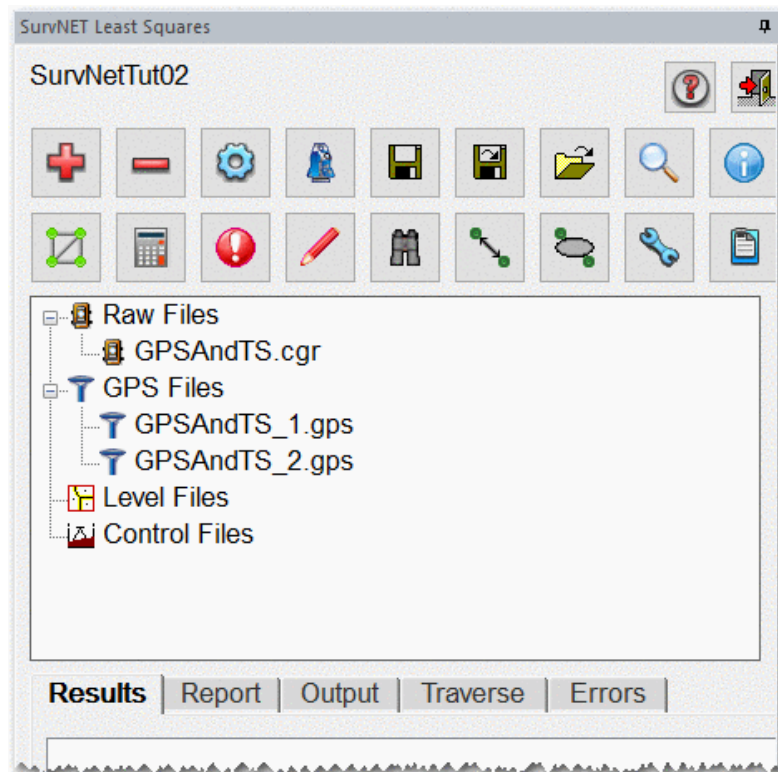 SurvNET Least Squares
SurvNetTut02
Raw Files
GPSAndTS.cgr
GPS Files
GPSAndTS_1.gps
GPSAndTS_2.gps
Level Files
Control Files
Results Report Output Traverse Errors